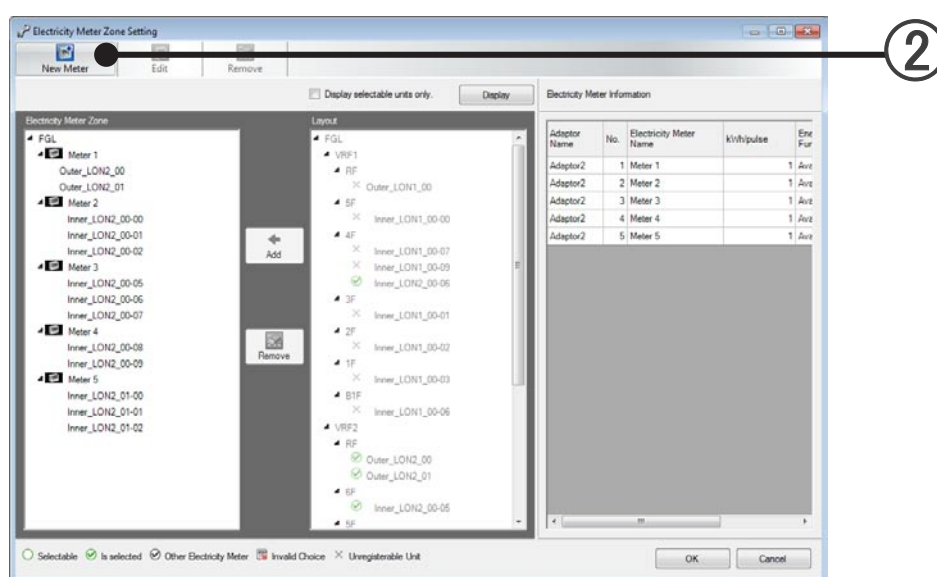 Electricity Meter Zone Setting
New Meter Edit Remove
②
Display selectable units only. Display Electricity Meter Information
Electricity Meter Zone
FGL
Meter 1
Outer_LON2_00
Outer_LON2_01
Meter 2
Inner_LON2_00-00
Inner_LON2_00-01
Inner_LON2_00-02
Meter 3
Inner_LON2_00-05
Inner_LON2_00-06
Inner_LON2_00-07
Meter 4
Inner_LON2_00-08
Inner_LON2_00-09
Meter 5
Inner_LON2_01-00
Inner_LON2_01-01
Inner_LON2_01-02
Add
Remove
Layout
FGL
VRF1
RF
Outer_LON1_00
5F
Inner_LON1_00-00
4F
Inner_LON1_00-07
Inner_LON1_00-09
Inner_LON2_00-06
3F
Inner_LON1_00-01
2F
Inner_LON1_00-02
1F
Inner_LON1_00-03
B1F
Inner_LON1_00-06
VRF2
RF
Outer_LON2_00
Outer_LON2_01
6F
Inner_LON2_00-05
5F
Adaptor Name No. Electricity Meter Name kWh/pulse Ene Fur
Adaptor2 1 Meter 1 1 Ava
Adaptor2 2 Meter 2 1 Ava
Adaptor2 3 Meter 3 1 Ava
Adaptor2 4 Meter 4 1 Ava
Adaptor2 5 Meter 5 1 Ava
Selectable Is selected Other Electricity Meter Invalid Choice Unregisterable Unit OK Cancel